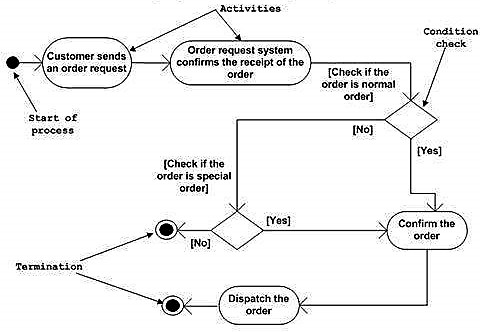 Activities
Condition
check
Customer sends
an order request
Order request system
confirms the receipt of the
order
[Check if the
order is normal
order]
Start of
process
[No]
[Yes]
[Check if the
order is special
order]
[No]
[Yes]
Confirm the
order
Termination
Dispatch the
order